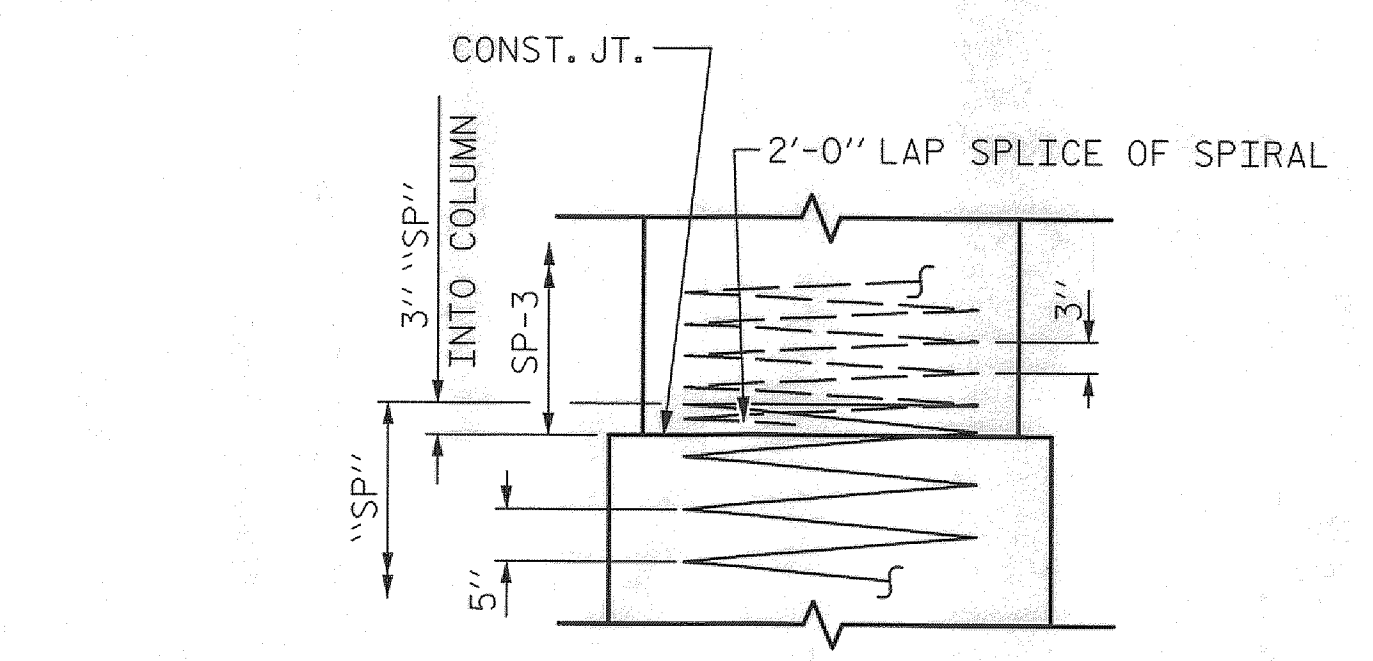 CONST. JT.
2'-0" LAP SPLICE OF SPIRAL
3" "SP"
INTO COLUMN
SP-3
3"
"SP"
5"